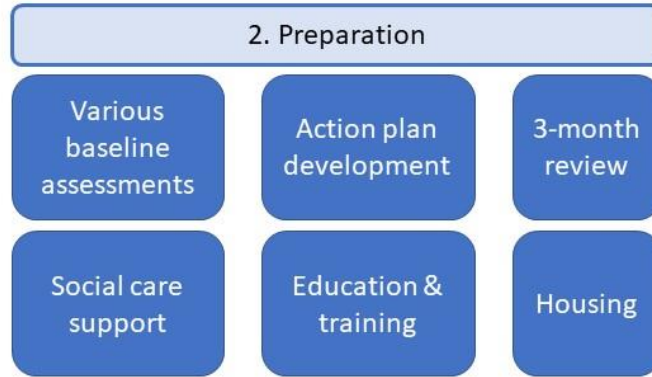 2. Preparation
Various
baseline
assessments
Action plan
development
3-month
review
Social care
support
Education &
training
Housing